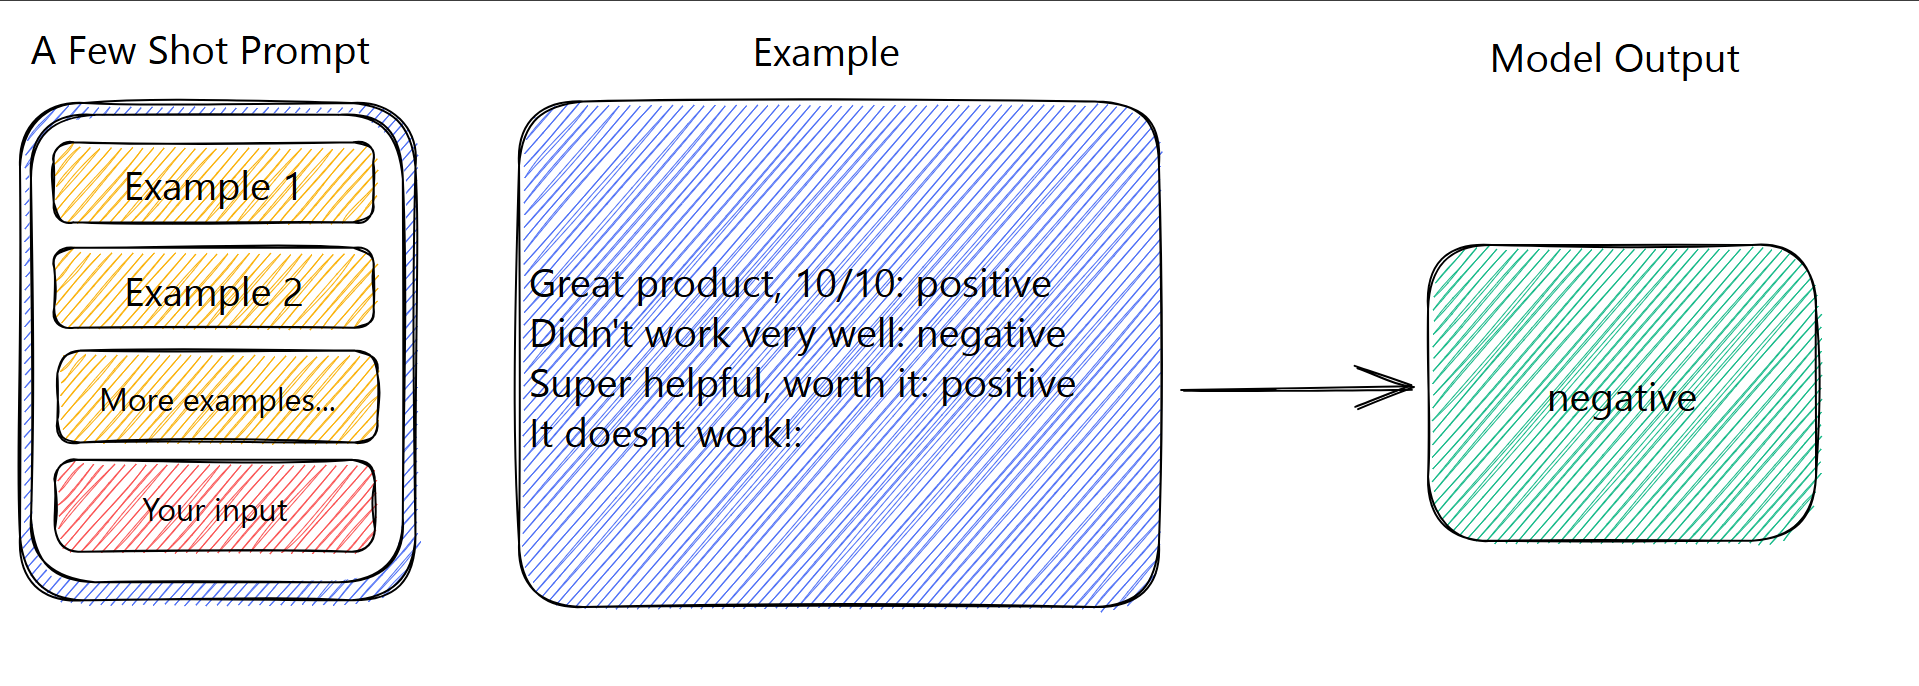 A Few Shot Prompt
Example 1
Example 2
More examples...
Your input
Example
Great product, 10/10: positive
Didn't work very well: negative
Super helpful, worth it: positive
It doesnt work!:
Model Output
negative